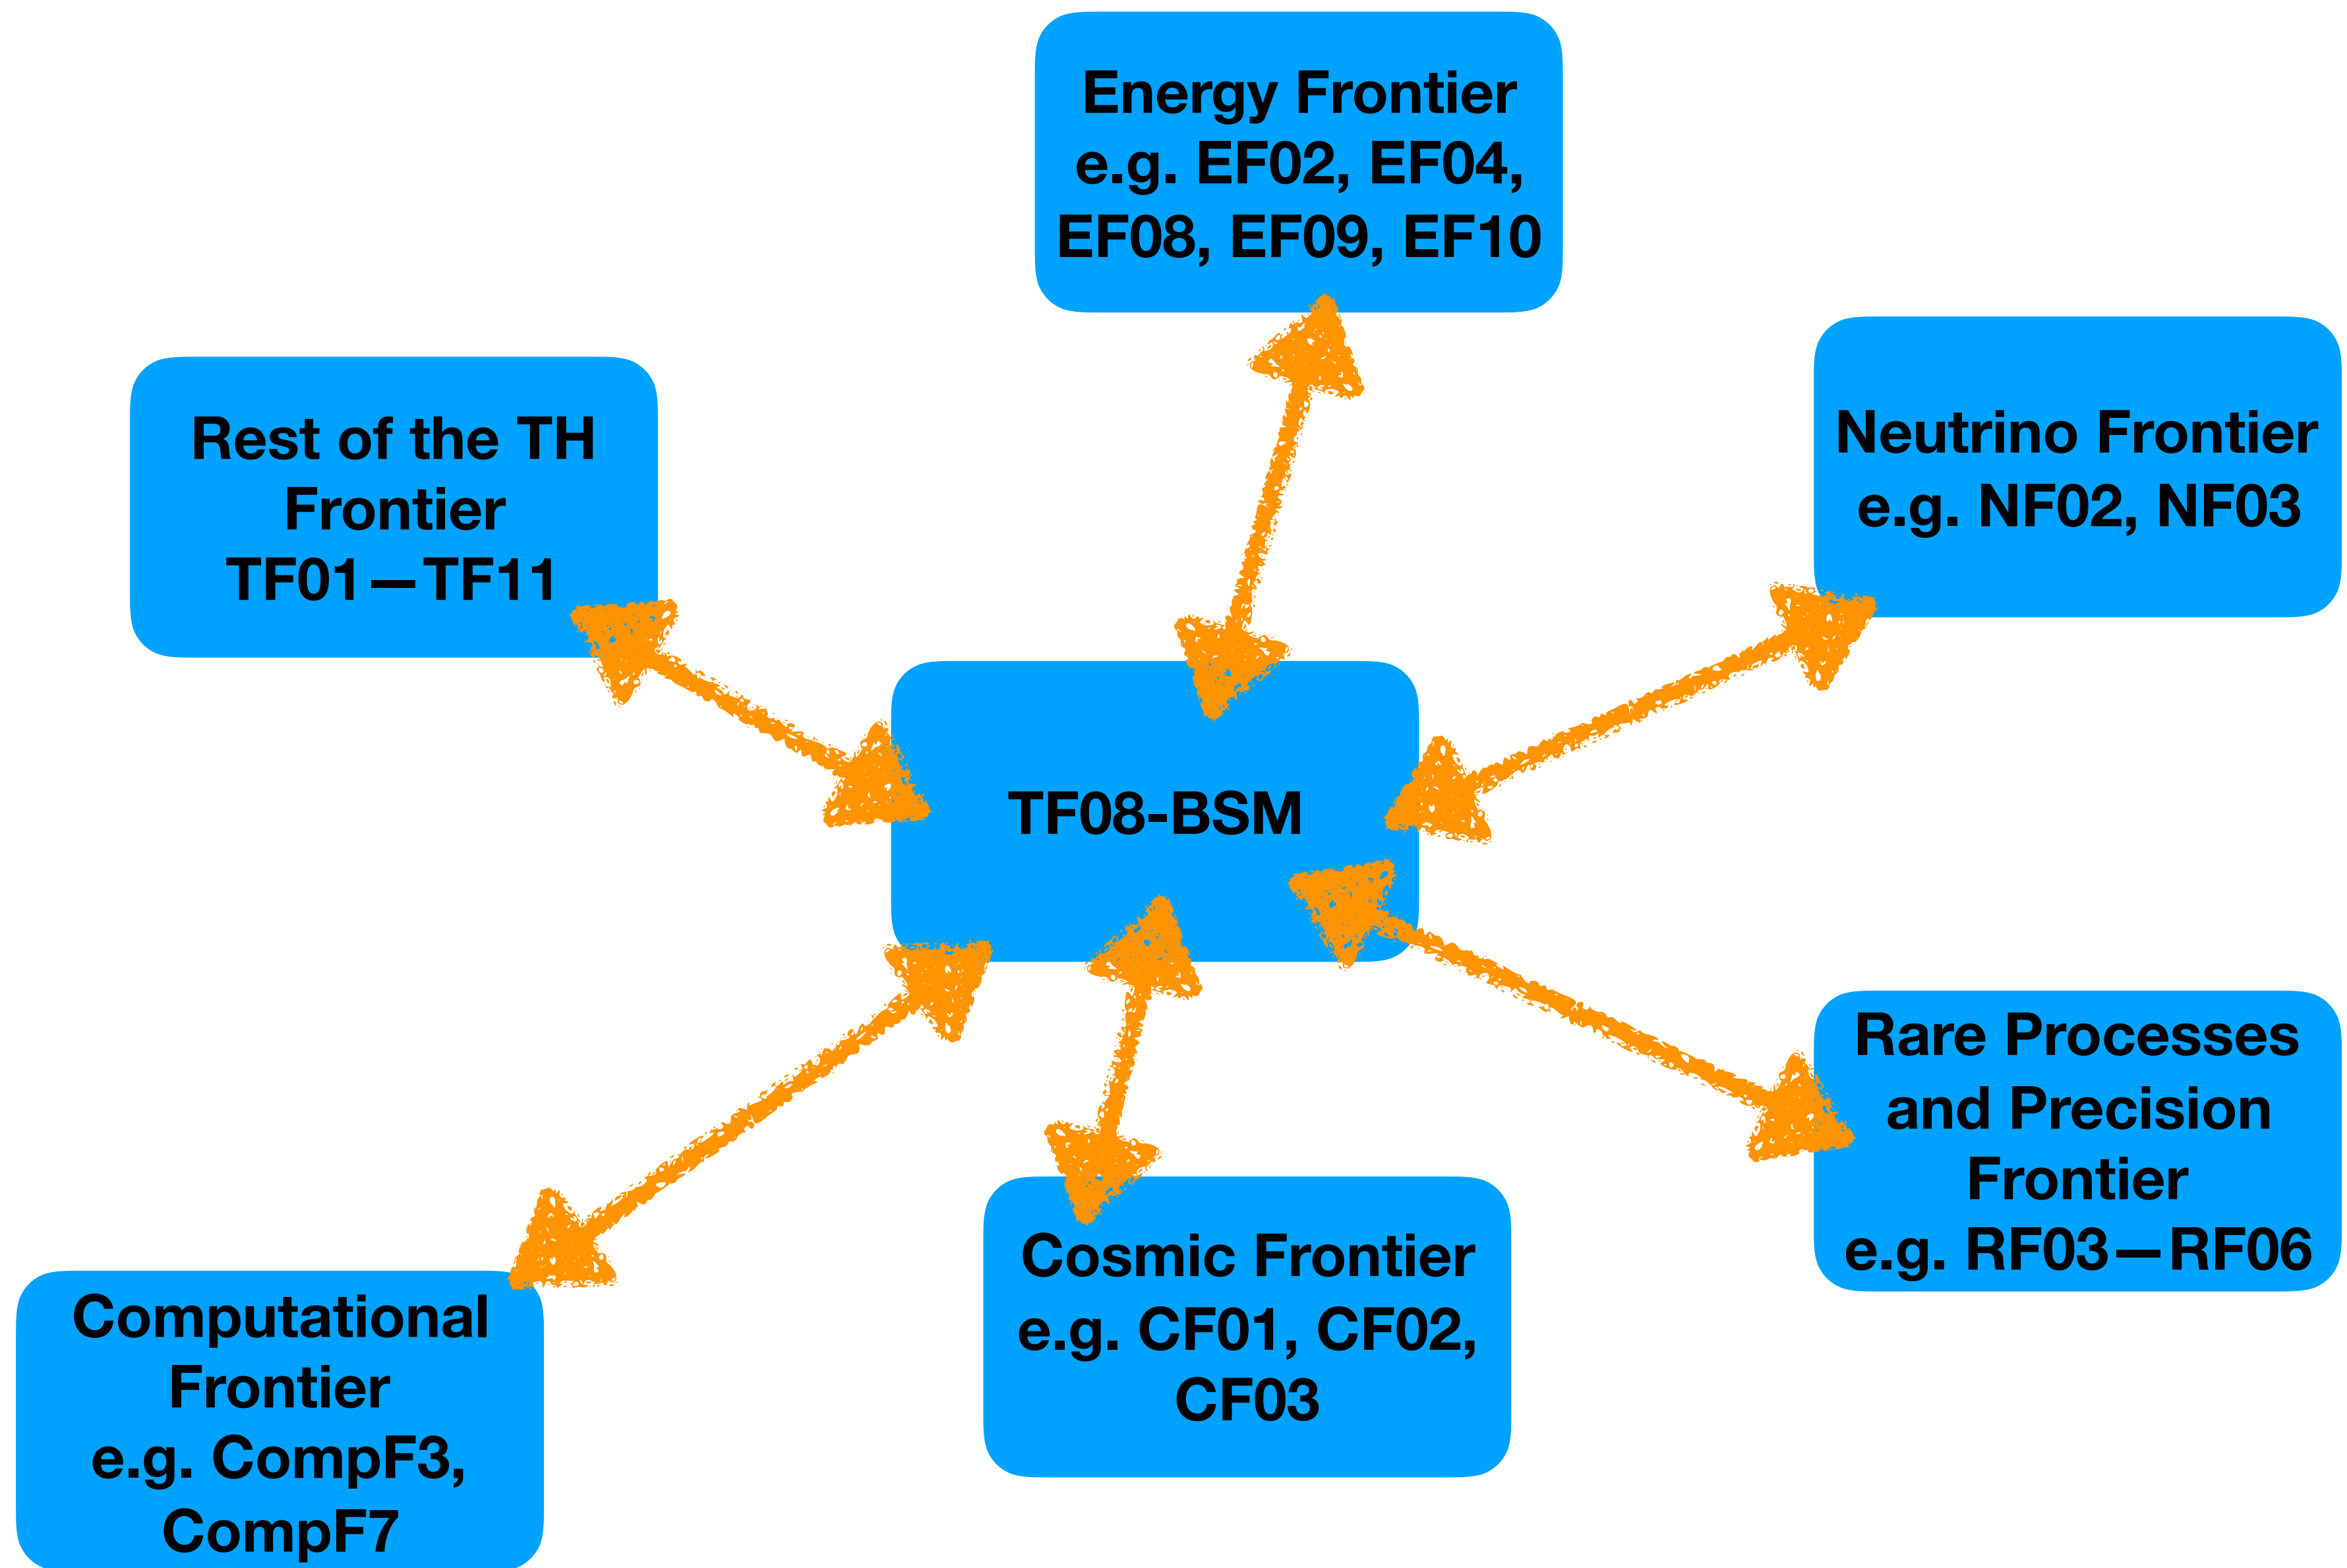 Energy Frontier
e.g. EF02, EF04,
EF08, EF09, EF10
Rest of the TH
Frontier
TF01—TF11
Neutrino Frontier
e.g. NF02, NF03
TF08-BSM
Rare Processes
and Precision
Frontier
e.g. RF03—RF06
Cosmic Frontier
e.g. CF01, CF02,
CF03
Computational
Frontier
e.g. CompF3,
CompF7